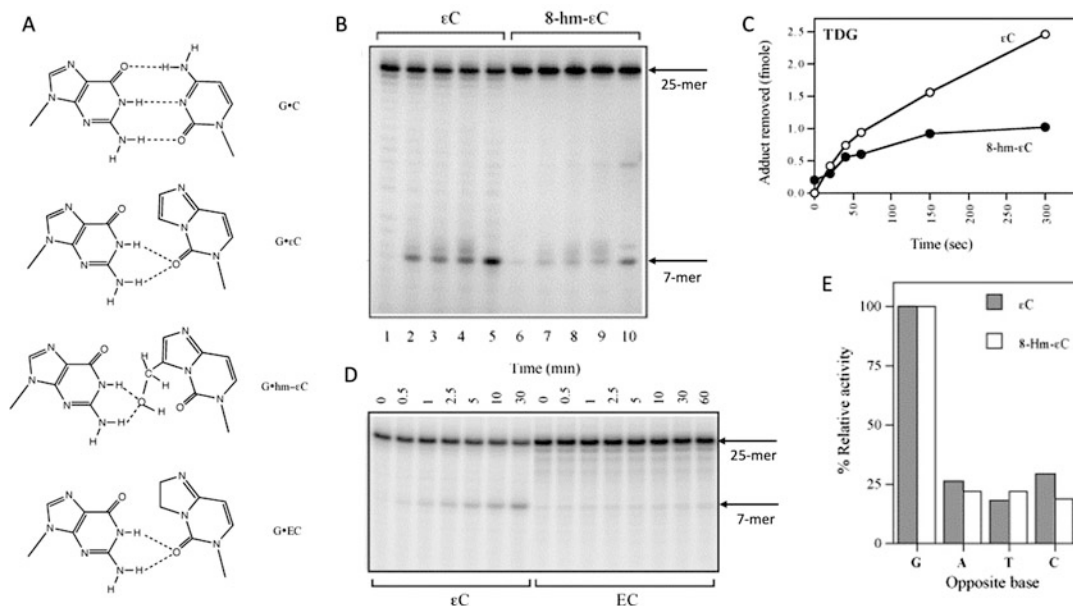 A
G•C
G•εC
G•hm-εC
G•EC
O
H
H
N
N
N
H
N
N
N
N
H
O
H
N
N
O
N
H
N
N
N
N
N
N
H
O
H
N
H
O
C
H
N
N
N
N
H
N
N
O
N
O
N
N
H
H
H
N
N
O
N
N
H
N
N
N
N
N
N
H
O
H
B
εC 8-hm-εC
25-mer
7-mer
1 2 3 4 5 6 7 8 9 10
C
TDG
εC
8-hm-εC
Adduct removed (fmole)
2.5
2.0
1.5
1.0
0.5
0.0
0 50 100 150 200 250 300
Time (sec)
D
Time (min)
0 0.5 1 2.5 5 10 30 0 0.5 1 2.5 5 10 30 60
25-mer
7-mer
εC EC
E
εC
8-Hm-εC
% Relative activity
100
75
50
25
0
G A T C
Opposite base